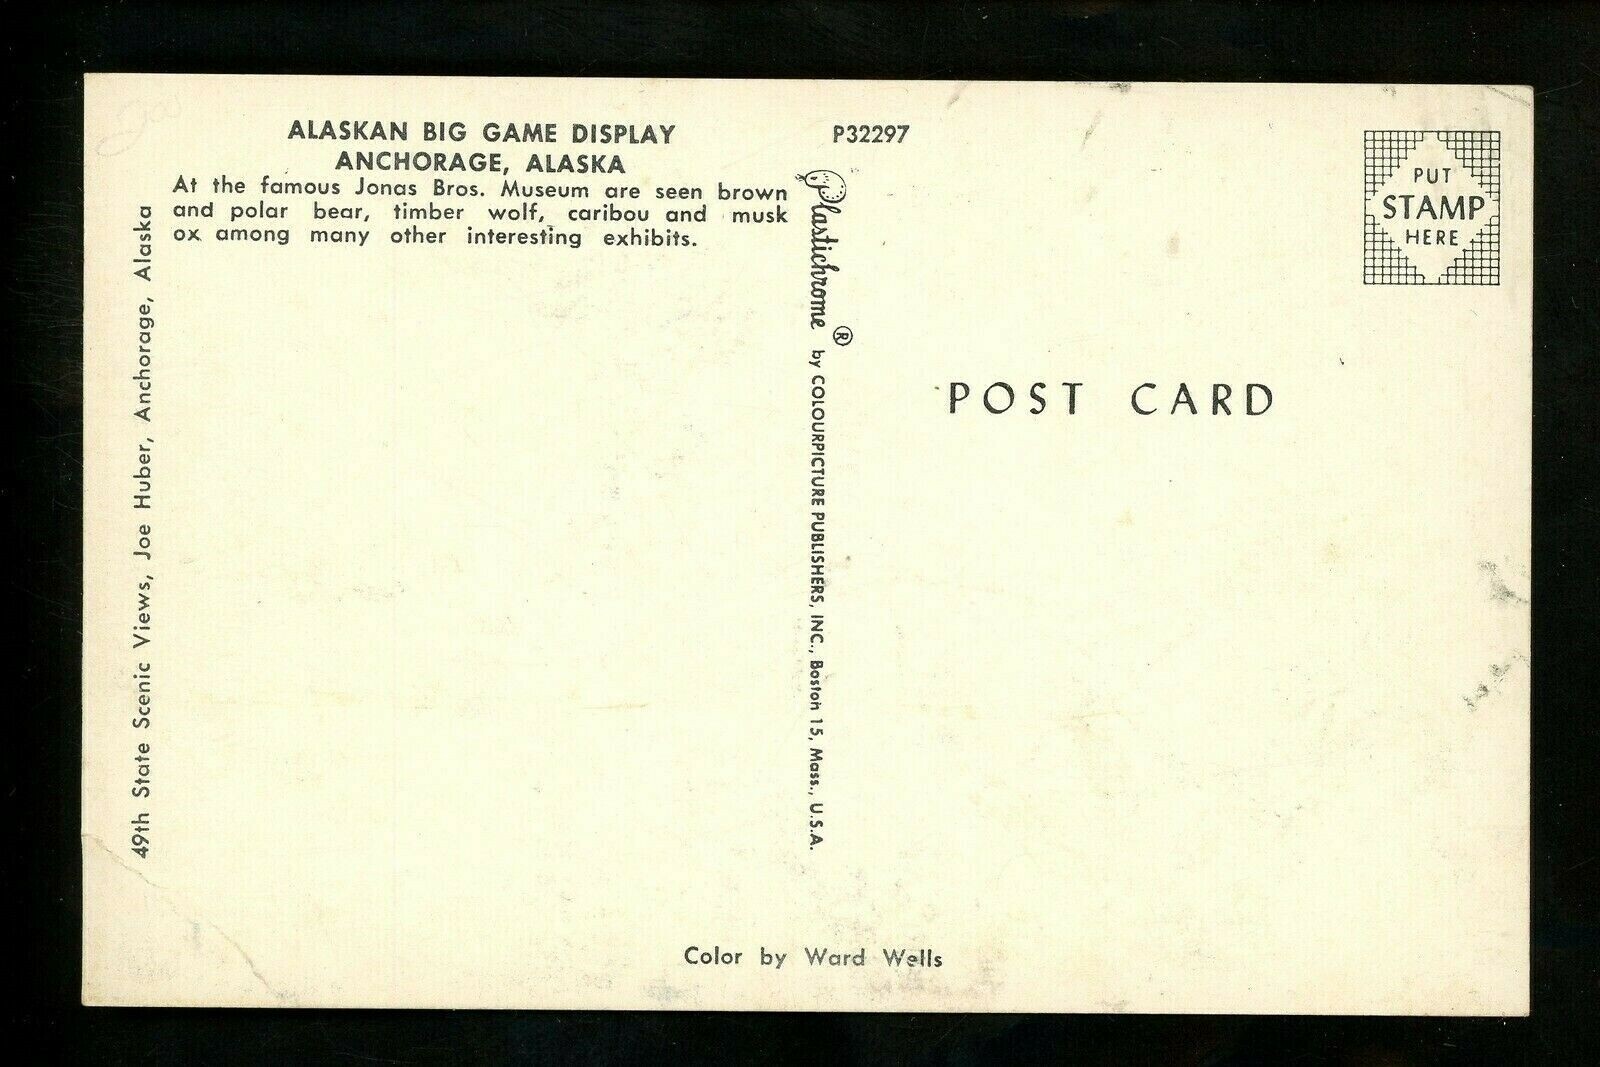 ALASKAN BIG GAME DISPLAY
ANCHORAGE, ALASKA
At the famous Jonas Bros. Museum are seen brown
and polar bear, timber wolf, caribou and musk
ox among many other interesting exhibits.
49th State Scenic Views, Joe Huber, Anchorage, Alaska
P32297
Plastichrome ® by COLOURPICTURE PUBLISHERS, INC., Boston 15, Mass., U.S.A.
PUT
STAMP
HERE
POST CARD
Color by Ward Wells